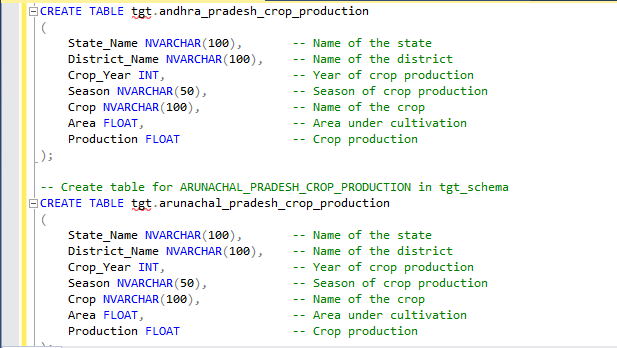 CREATE TABLE tgt.andhra_pradesh_crop_production
(
State_Name NVARCHAR(100), -- Name of the state
District_Name NVARCHAR(100), -- Name of the district
Crop_Year INT, -- Year of crop production
Season NVARCHAR(50), -- Season of crop production
Crop NVARCHAR(100), -- Name of the crop
Area FLOAT, -- Area under cultivation
Production FLOAT -- Crop production
);
-- Create table for ARUNACHAL_PRADESH_CROP_PRODUCTION in tgt_schema
CREATE TABLE tgt.arunachal_pradesh_crop_production
(
State_Name NVARCHAR(100), -- Name of the state
District_Name NVARCHAR(100), -- Name of the district
Crop_Year INT, -- Year of crop production
Season NVARCHAR(50), -- Season of crop production
Crop NVARCHAR(100), -- Name of the crop
Area FLOAT, -- Area under cultivation
Production FLOAT -- Crop production
);